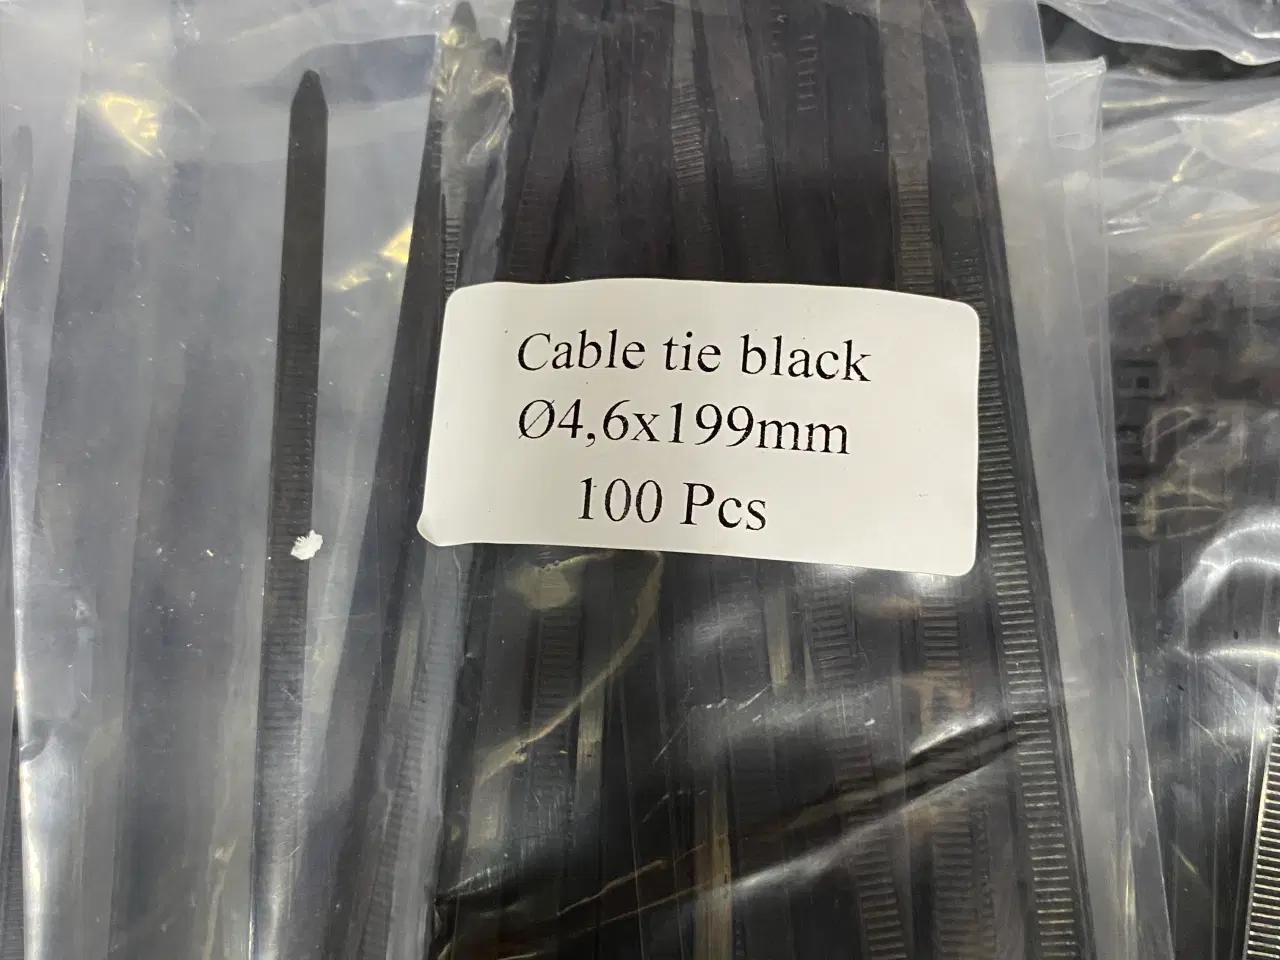 Cable tie black
Ø4,6x199mm
100 Pcs